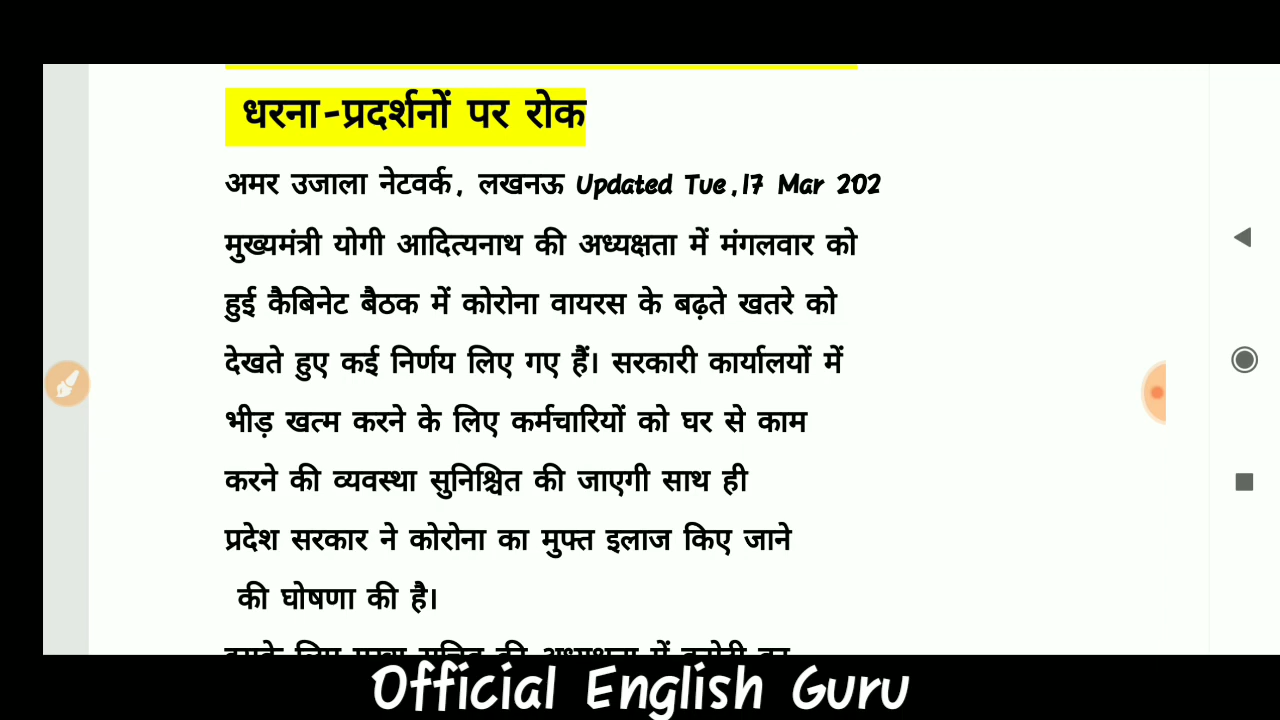 धरना-प्रदर्शनों पर रोक
अमर उजाला नेटवर्क, लखनऊ Updated Tue,17 Mar 202
मुख्यमंत्री योगी आदित्यनाथ की अध्यक्षता में मंगलवार को
हुई कैबिनेट बैठक में कोरोना वायरस के बढ़ते खतरे को
देखते हुए कई निर्णय लिए गए हैं। सरकारी कार्यालयों में
भीड़ खत्म करने के लिए कर्मचारियों को घर से काम
करने की व्यवस्था सुनिश्चित की जाएगी साथ ही
प्रदेश सरकार ने कोरोना का मुफ्त इलाज किए जाने
की घोषणा की है।
Official English Guru